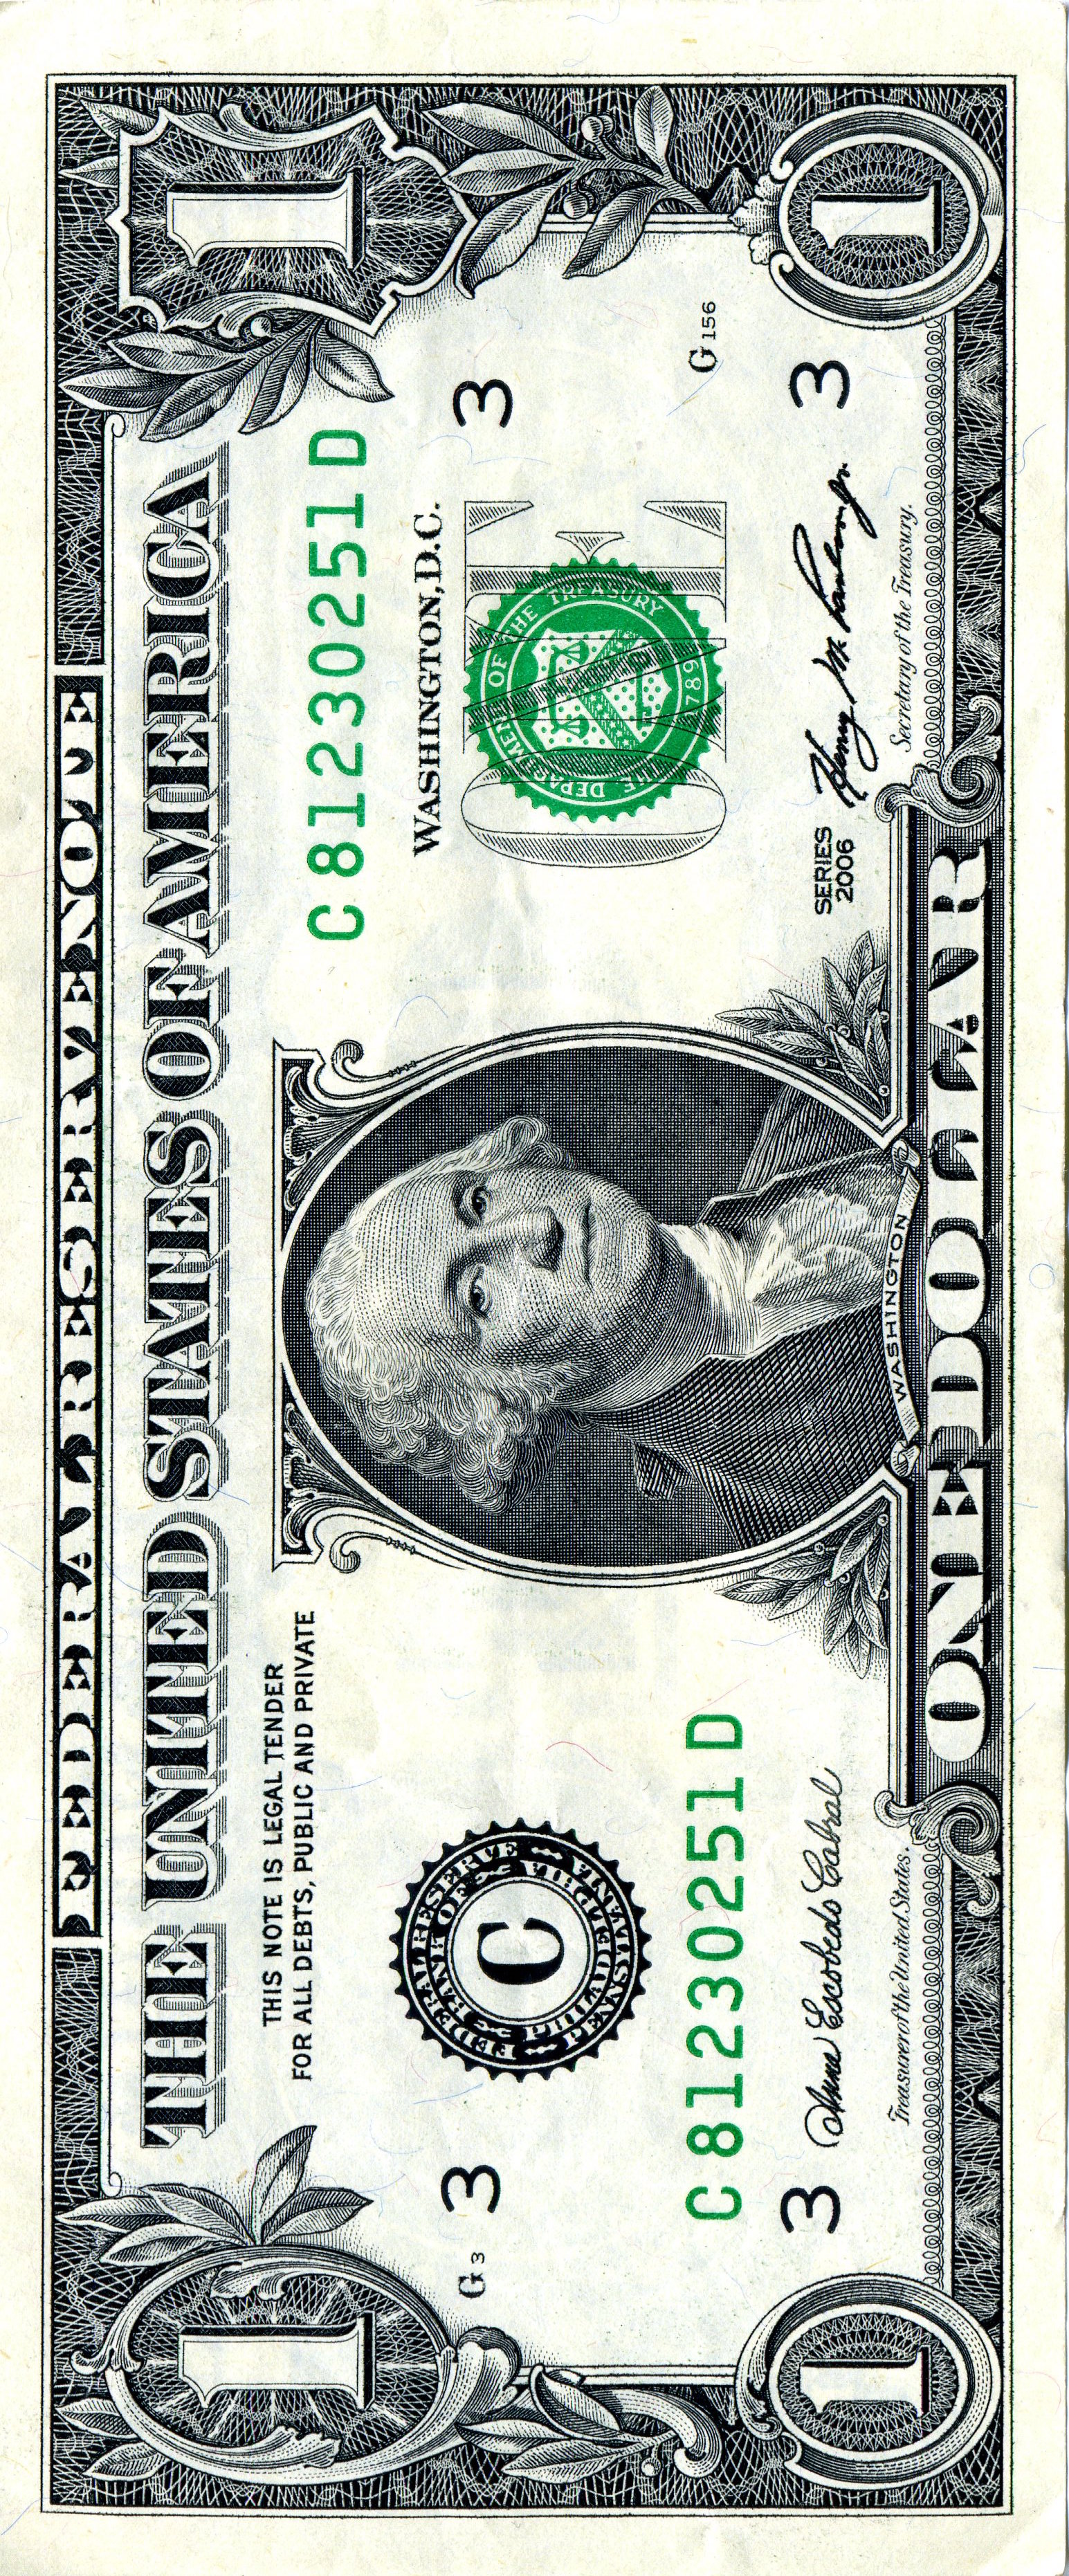 FEDERAL RESERVE NOTE
THE UNITED STATES OF AMERICA
1
1
THIS NOTE IS LEGAL TENDER
FOR ALL DEBTS, PUBLIC AND PRIVATE
C 81230251 D
WASHINGTON, D.C.
3
3
G3
FEDERAL RESERVE BANK OF PHILADELPHIA PENNSYLVANIA
C
ONE
THE DEPARTMENT OF THE TREASURY
1789
G156
C 81230251 D
3
3
1
1
Anna Escobedo Cabral
Treasurer of the United States.
WASHINGTON
SERIES
2006
Henry M. Paulson Jr.
Secretary of the Treasury.
ONE DOLLAR